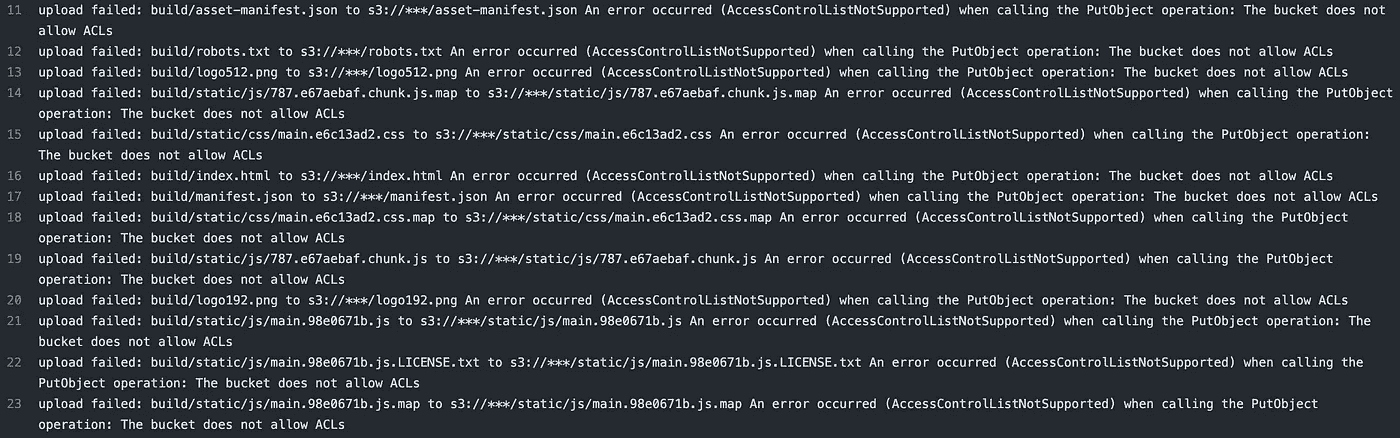 11 upload failed: build/asset-manifest.json to s3://***/asset-manifest.json An error occurred (AccessControlListNotSupported) when calling the PutObject operation: The bucket does not
allow ACLs
12 upload failed: build/robots.txt to s3://***/robots.txt An error occurred (AccessControlListNotSupported) when calling the PutObject operation: The bucket does not allow ACLs
13 upload failed: build/logo512.png to s3://***/logo512.png An error occurred (AccessControlListNotSupported) when calling the PutObject operation: The bucket does not allow ACLs
14 upload failed: build/static/js/787.e67aebaf.chunk.js.map to s3://***/static/js/787.e67aebaf.chunk.js.map An error occurred (AccessControlListNotSupported) when calling the PutObject
operation: The bucket does not allow ACLs
15 upload failed: build/static/css/main.e6c13ad2.css to s3://***/static/css/main.e6c13ad2.css An error occurred (AccessControlListNotSupported) when calling the PutObject operation:
The bucket does not allow ACLs
16 upload failed: build/index.html to s3://***/index.html An error occurred (AccessControlListNotSupported) when calling the PutObject operation: The bucket does not allow ACLs
17 upload failed: build/manifest.json to s3://***/manifest.json An error occurred (AccessControlListNotSupported) when calling the PutObject operation: The bucket does not allow ACLs
18 upload failed: build/static/css/main.e6c13ad2.css.map to s3://***/static/css/main.e6c13ad2.css.map An error occurred (AccessControlListNotSupported) when calling the PutObject
operation: The bucket does not allow ACLs
19 upload failed: build/static/js/787.e67aebaf.chunk.js to s3://***/static/js/787.e67aebaf.chunk.js An error occurred (AccessControlListNotSupported) when calling the PutObject
operation: The bucket does not allow ACLs
20 upload failed: build/logo192.png to s3://***/logo192.png An error occurred (AccessControlListNotSupported) when calling the PutObject operation: The bucket does not allow ACLs
21 upload failed: build/static/js/main.98e0671b.js to s3://***/static/js/main.98e0671b.js An error occurred (AccessControlListNotSupported) when calling the PutObject operation: The
bucket does not allow ACLs
22 upload failed: build/static/js/main.98e0671b.js.LICENSE.txt to s3://***/static/js/main.98e0671b.js.LICENSE.txt An error occurred (AccessControlListNotSupported) when calling the
PutObject operation: The bucket does not allow ACLs
23 upload failed: build/static/js/main.98e0671b.js.map to s3://***/static/js/main.98e0671b.js.map An error occurred (AccessControlListNotSupported) when calling the PutObject
operation: The bucket does not allow ACLs